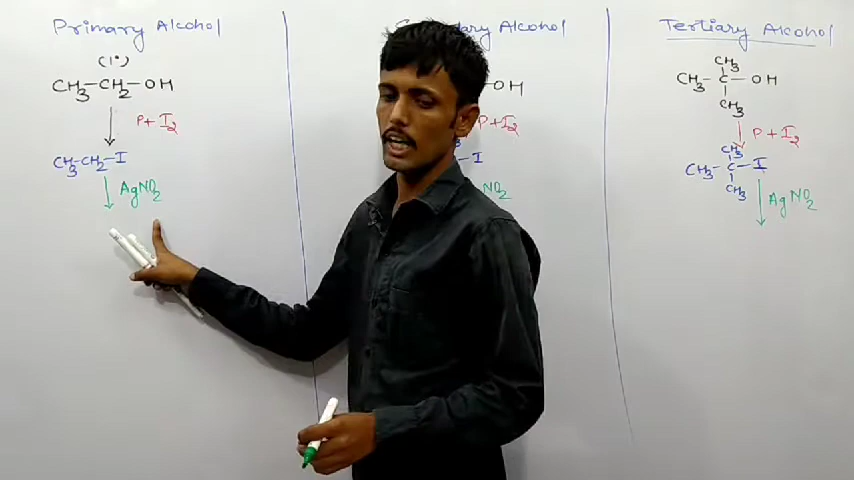 Primary Alcohol
(1°)
CH3-CH2-OH
P+I2
CH3-CH2-I
AgNO2
Alcohol
OH
P+I2
-I
NO2
Tertiary Alcohol
CH3
CH3-C-OH
CH3
P+I2
CH3
CH3-C-I
CH3
AgNO2